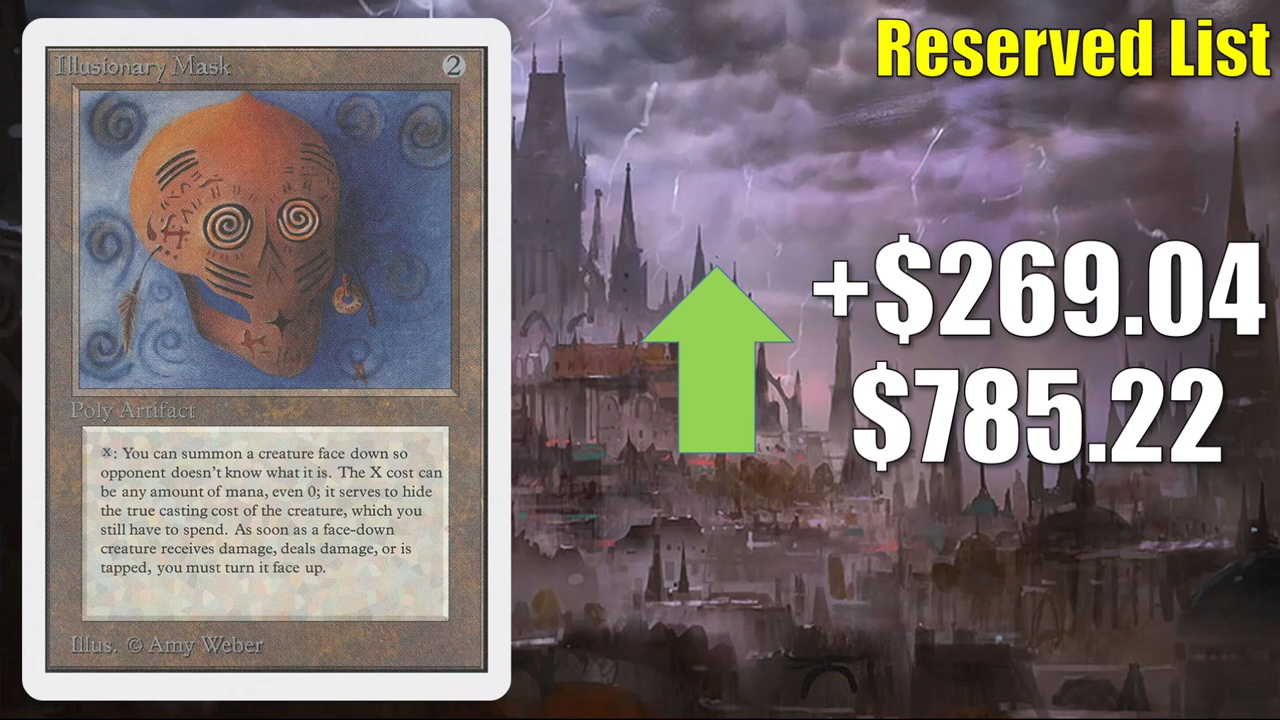 Illusionary Mask 2
Poly Artifact
X: You can summon a creature face down so
opponent doesn't know what it is. The X cost can
be any amount of mana, even 0; it serves to hide
the true casting cost of the creature, which you
still have to spend. As soon as a face-down
creature receives damage, deals damage, or is
tapped, you must turn it face up.
Illus. © Amy Weber
Reserved List
+$269.04
$785.22